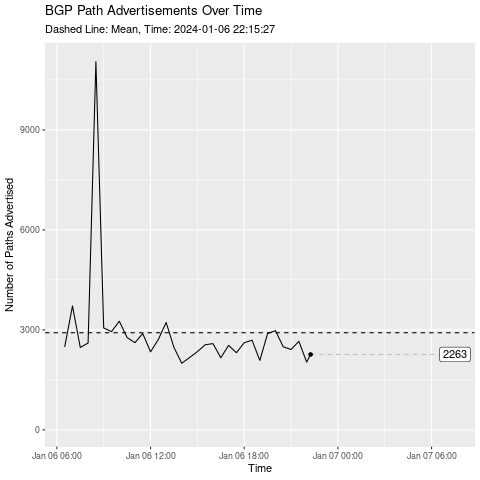 BGP Path Advertisements Over Time
Dashed Line: Mean, Time: 2024-01-06 22:15:27
Number of Paths Advertised
9000
6000
3000
0
2263
Jan 06 06:00
Jan 06 12:00
Jan 06 18:00
Jan 07 00:00
Jan 07 06:00
Time